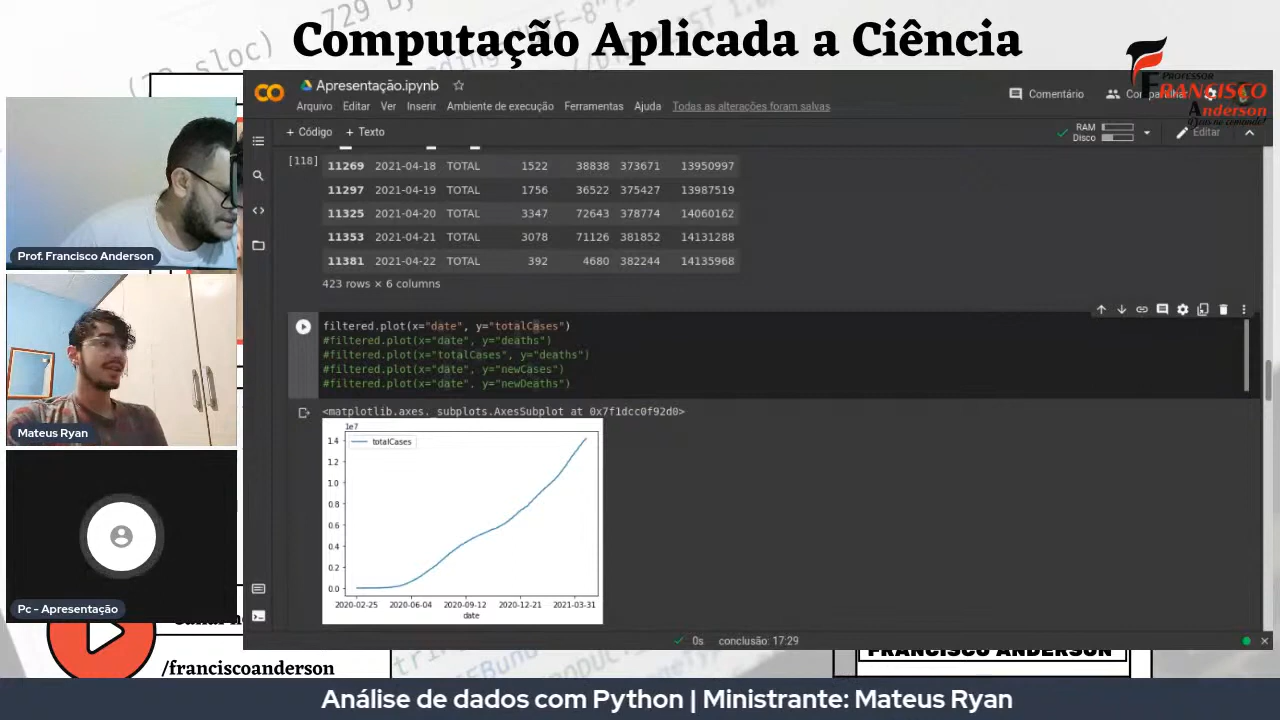 Computação Aplicada a Ciência
729
sloc)
PROFESSOR
FRANCISCO
Anderson
Apresentação.ipynb
Comentário
Arquivo Editar Ver Inserir Ambiente de execução Ferramentas Ajuda Todas as alterações foram salvas
+ Código + Texto
RAM
Disco
Editar
[118]
11269 2021-04-18 TOTAL 1522 38838 373671 13950997
11297 2021-04-19 TOTAL 1756 36522 375427 13987519
11325 2021-04-20 TOTAL 3347 72643 378774 14060162
11353 2021-04-21 TOTAL 3078 71126 381852 14131288
11381 2021-04-22 TOTAL 392 4680 382244 14135968
423 rows × 6 columns
filtered.plot(x="date", y="totalCases")
#filtered.plot(x="date", y="deaths")
#filtered.plot(x="totalCases", y="deaths")
#filtered.plot(x="date", y="newCases")
#filtered.plot(x="date", y="newDeaths")
<matplotlib.axes._subplots.AxesSubplot at 0x7f1dcc0f92d0>
1e7
totalCases
1.4
1.2
1.0
0.8
0.6
0.4
0.2
0.0
2020-02-25 2020-06-04 2020-09-12 2020-12-21 2021-03-31
date
0s conclusão: 17:29
Prof. Francisco Anderson
Mateus Ryan
Pc - Apresentação
/franciscoanderson
FRANCISCO ANDERSON
Análise de dados com Python | Ministrante: Mateus Ryan